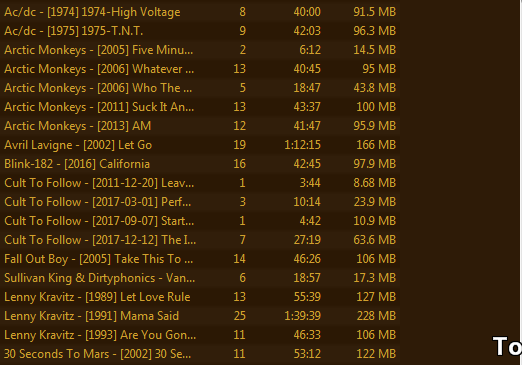 Ac/dc - [1974] 1974-High Voltage 8 40:00 91.5 MB
Ac/dc - [1975] 1975-T.N.T. 9 42:03 96.3 MB
Arctic Monkeys - [2005] Five Minu... 2 6:12 14.5 MB
Arctic Monkeys - [2006] Whatever ... 13 40:45 95 MB
Arctic Monkeys - [2006] Who The ... 5 18:47 43.8 MB
Arctic Monkeys - [2011] Suck It An... 13 43:37 100 MB
Arctic Monkeys - [2013] AM 12 41:47 95.9 MB
Avril Lavigne - [2002] Let Go 19 1:12:15 166 MB
Blink-182 - [2016] California 16 42:45 97.9 MB
Cult To Follow - [2011-12-20] Leav... 1 3:44 8.68 MB
Cult To Follow - [2017-03-01] Perf... 3 10:14 23.9 MB
Cult To Follow - [2017-09-07] Start... 1 4:42 10.9 MB
Cult To Follow - [2017-12-12] The I... 7 27:19 63.6 MB
Fall Out Boy - [2005] Take This To ... 14 46:26 106 MB
Sullivan King & Dirtyphonics - Van... 6 18:57 17.3 MB
Lenny Kravitz - [1989] Let Love Rule 13 55:39 127 MB
Lenny Kravitz - [1991] Mama Said 25 1:39:39 228 MB
Lenny Kravitz - [1993] Are You Gon... 11 46:33 106 MB
30 Seconds To Mars - [2002] 30 Se... 11 53:12 122 MB
To